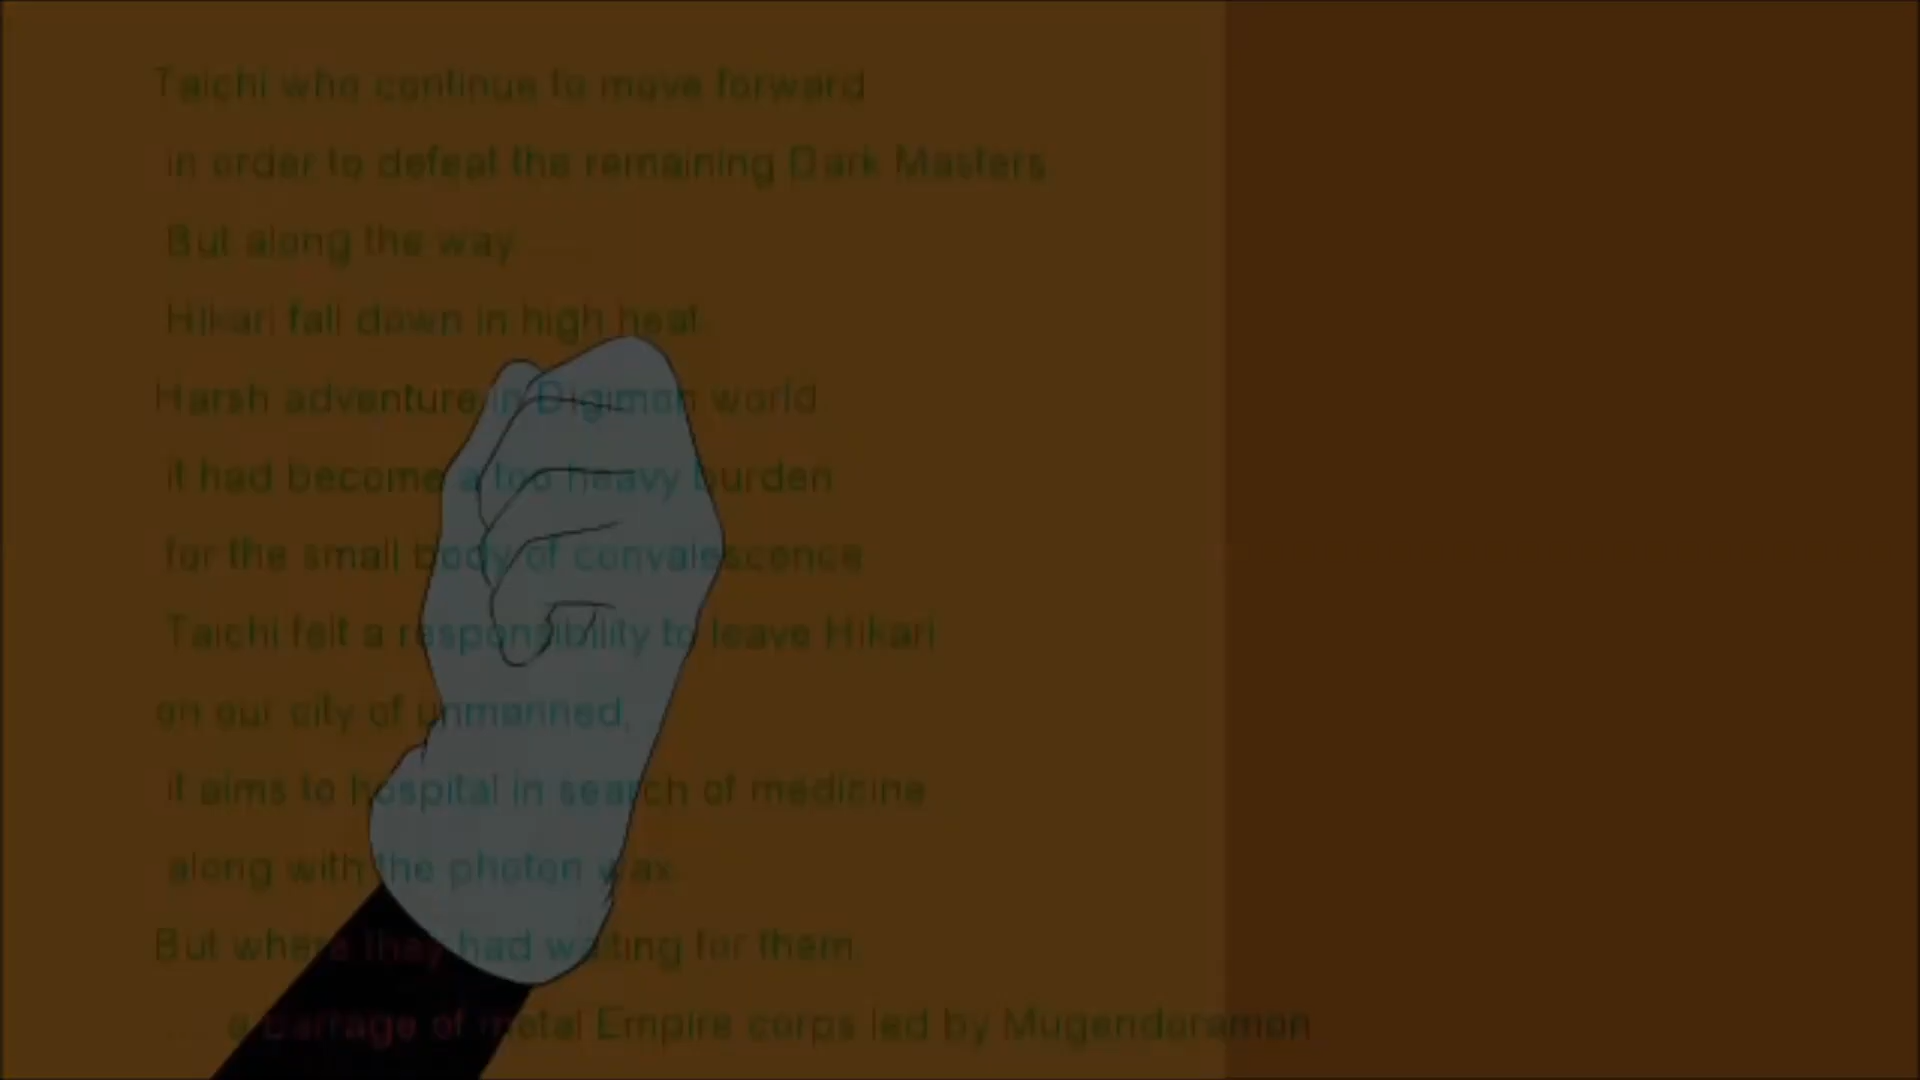 Taichi who continue to move forward
in order to defeat the remaining Dark Masters
But along the way ......
Hikari fall down in high heat.
Harsh adventure in Digimon world.
it had become a too heavy burden
for the small body of convalescence
Taichi felt a responsibility to leave Hikari
on our city of unmanned,
it aims to hospital in search of medicine
along with the photon wax.
But where they had waiting for them
.... a barrage of metal Empire corps led by Mugendoramon